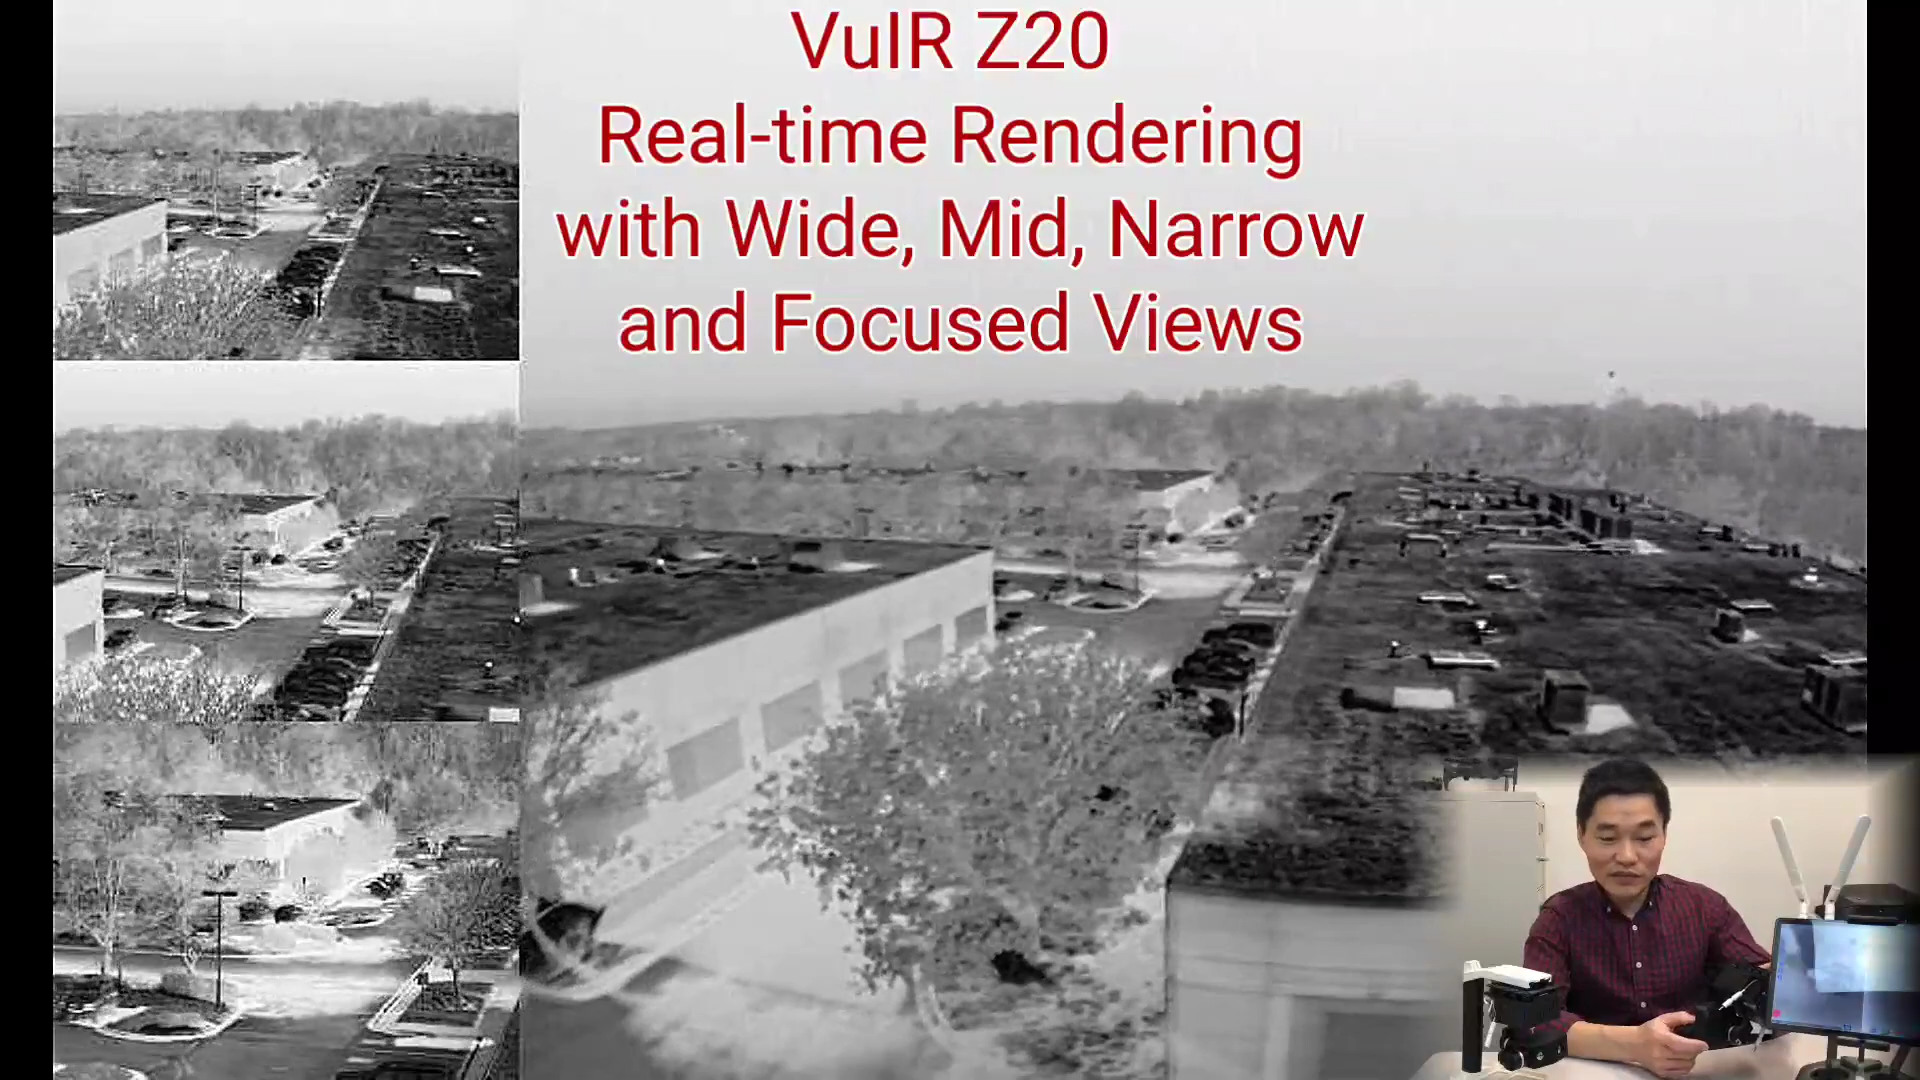 VuIR Z20
Real-time Rendering
with Wide, Mid, Narrow
and Focused Views